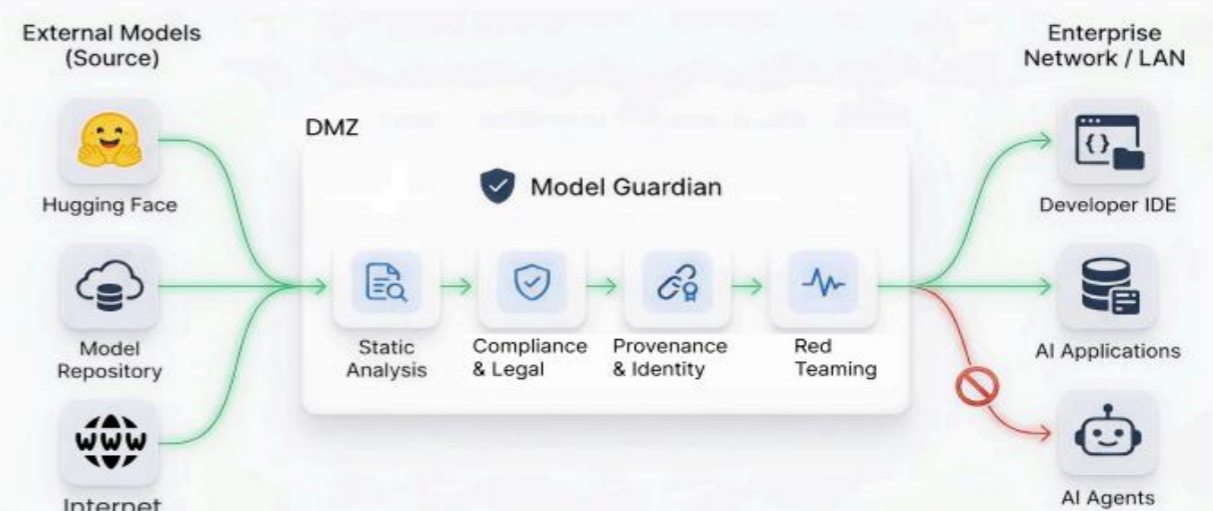 External Models
(Source)
Enterprise
Network / LAN
DMZ
Model Guardian
Hugging Face
Developer IDE
{}
Model
Repository
Static
Analysis
Compliance
& Legal
Provenance
& Identity
Red
Teaming
AI Applications
WWW
Internet
AI Agents